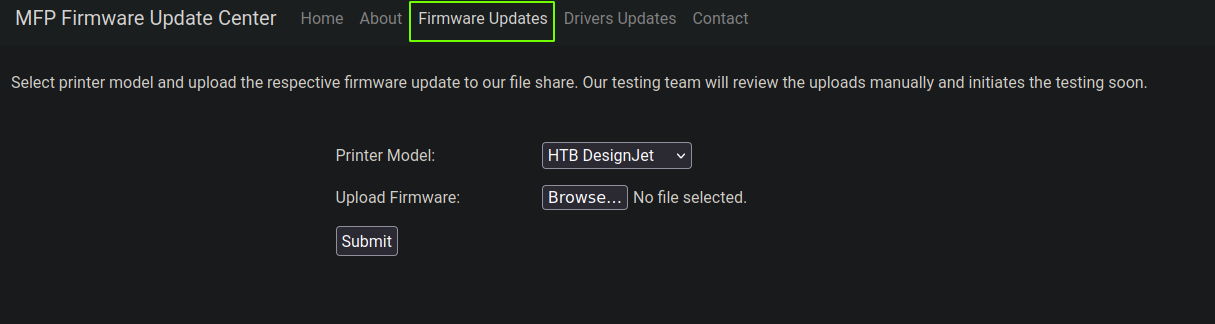 MFP Firmware Update Center Home About Firmware Updates Drivers Updates Contact
Select printer model and upload the respective firmware update to our file share. Our testing team will review the uploads manually and initiates the testing soon.
Printer Model: HTB DesignJet
Upload Firmware: Browse... No file selected.
Submit